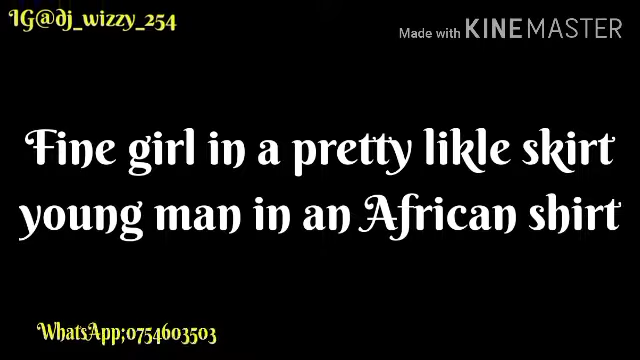 IG@dj_wizzy_254
Made with KINEMASTER
Fine girl in a pretty likle skirt
young man in an African shirt
WhatsApp;0754603503